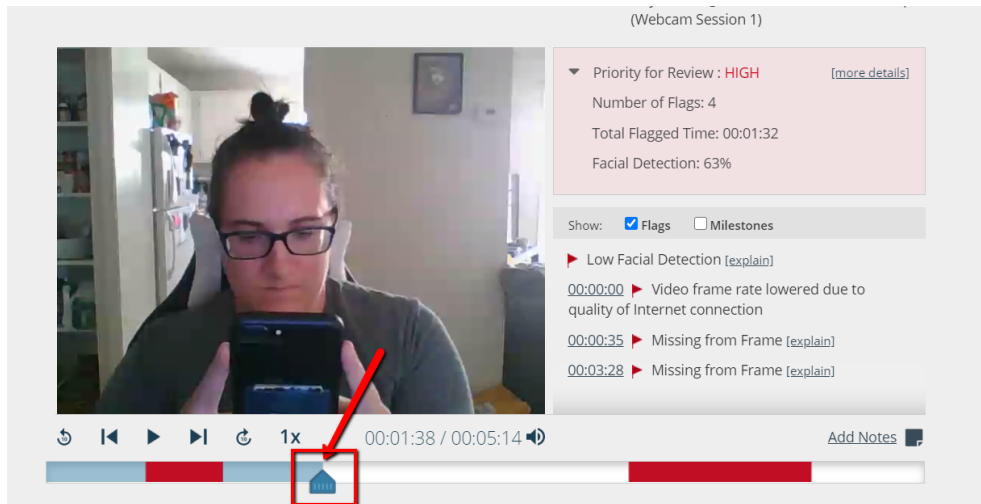 (Webcam Session 1)
Priority for Review : HIGH [more details]
Number of Flags: 4
Total Flagged Time: 00:01:32
Facial Detection: 63%
Show: Flags Milestones
Low Facial Detection [explain]
00:00:00 Video frame rate lowered due to
quality of Internet connection
00:00:35 Missing from Frame [explain]
00:03:28 Missing from Frame [explain]
10 10 1x 00:01:38 / 00:05:14 Add Notes